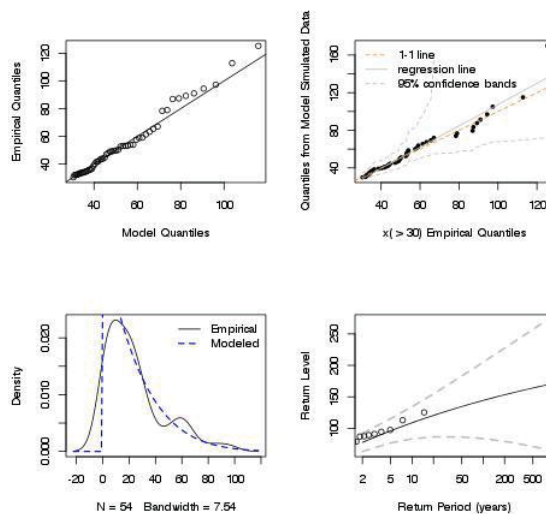 Empirical Quantiles
120
100
80
60
40
40 60 80 100
Model Quantiles
Quantiles from Model Simulated Data
160
120
80
40
1-1 line
regression line
95% confidence bands
40 60 80 100 120
x( > 30) Empirical Quantiles
Density
0.020
0.010
0.000
Empirical
Modeled
-20 0 20 40 60 80 100
N = 54 Bandwidth = 7.54
Return Level
250
200
150
100
2 5 10 50 100 200 500
Return Period (years)